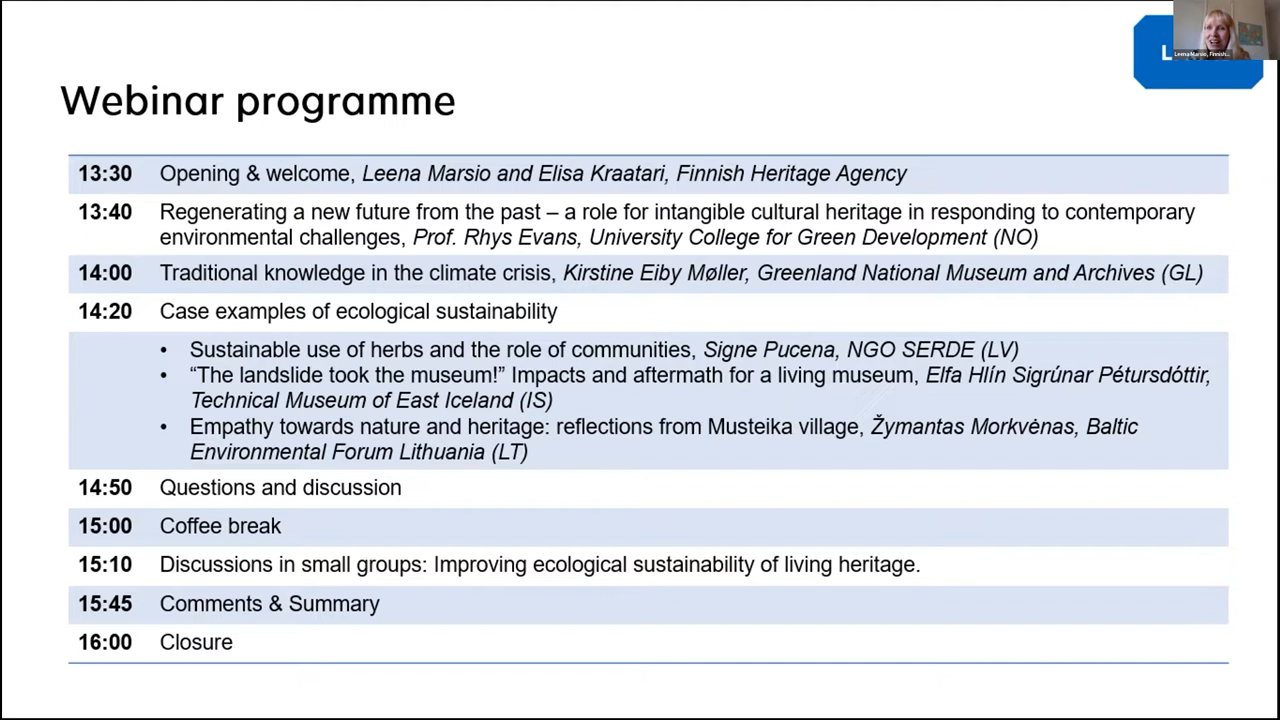 Webinar programme
13:30 Opening & welcome, Leena Marsio and Elisa Kraatari, Finnish Heritage Agency
13:40 Regenerating a new future from the past – a role for intangible cultural heritage in responding to contemporary
environmental challenges, Prof. Rhys Evans, University College for Green Development (NO)
14:00 Traditional knowledge in the climate crisis, Kirstine Eiby Møller, Greenland National Museum and Archives (GL)
14:20 Case examples of ecological sustainability
• Sustainable use of herbs and the role of communities, Signe Pucena, NGO SERDE (LV)
• “The landslide took the museum!” Impacts and aftermath for a living museum, Elfa Hlín Sigrúnar Pétursdóttir,
Technical Museum of East Iceland (IS)
• Empathy towards nature and heritage: reflections from Musteika village, Žymantas Morkvėnas, Baltic
Environmental Forum Lithuania (LT)
14:50 Questions and discussion
15:00 Coffee break
15:10 Discussions in small groups: Improving ecological sustainability of living heritage.
15:45 Comments & Summary
16:00 Closure